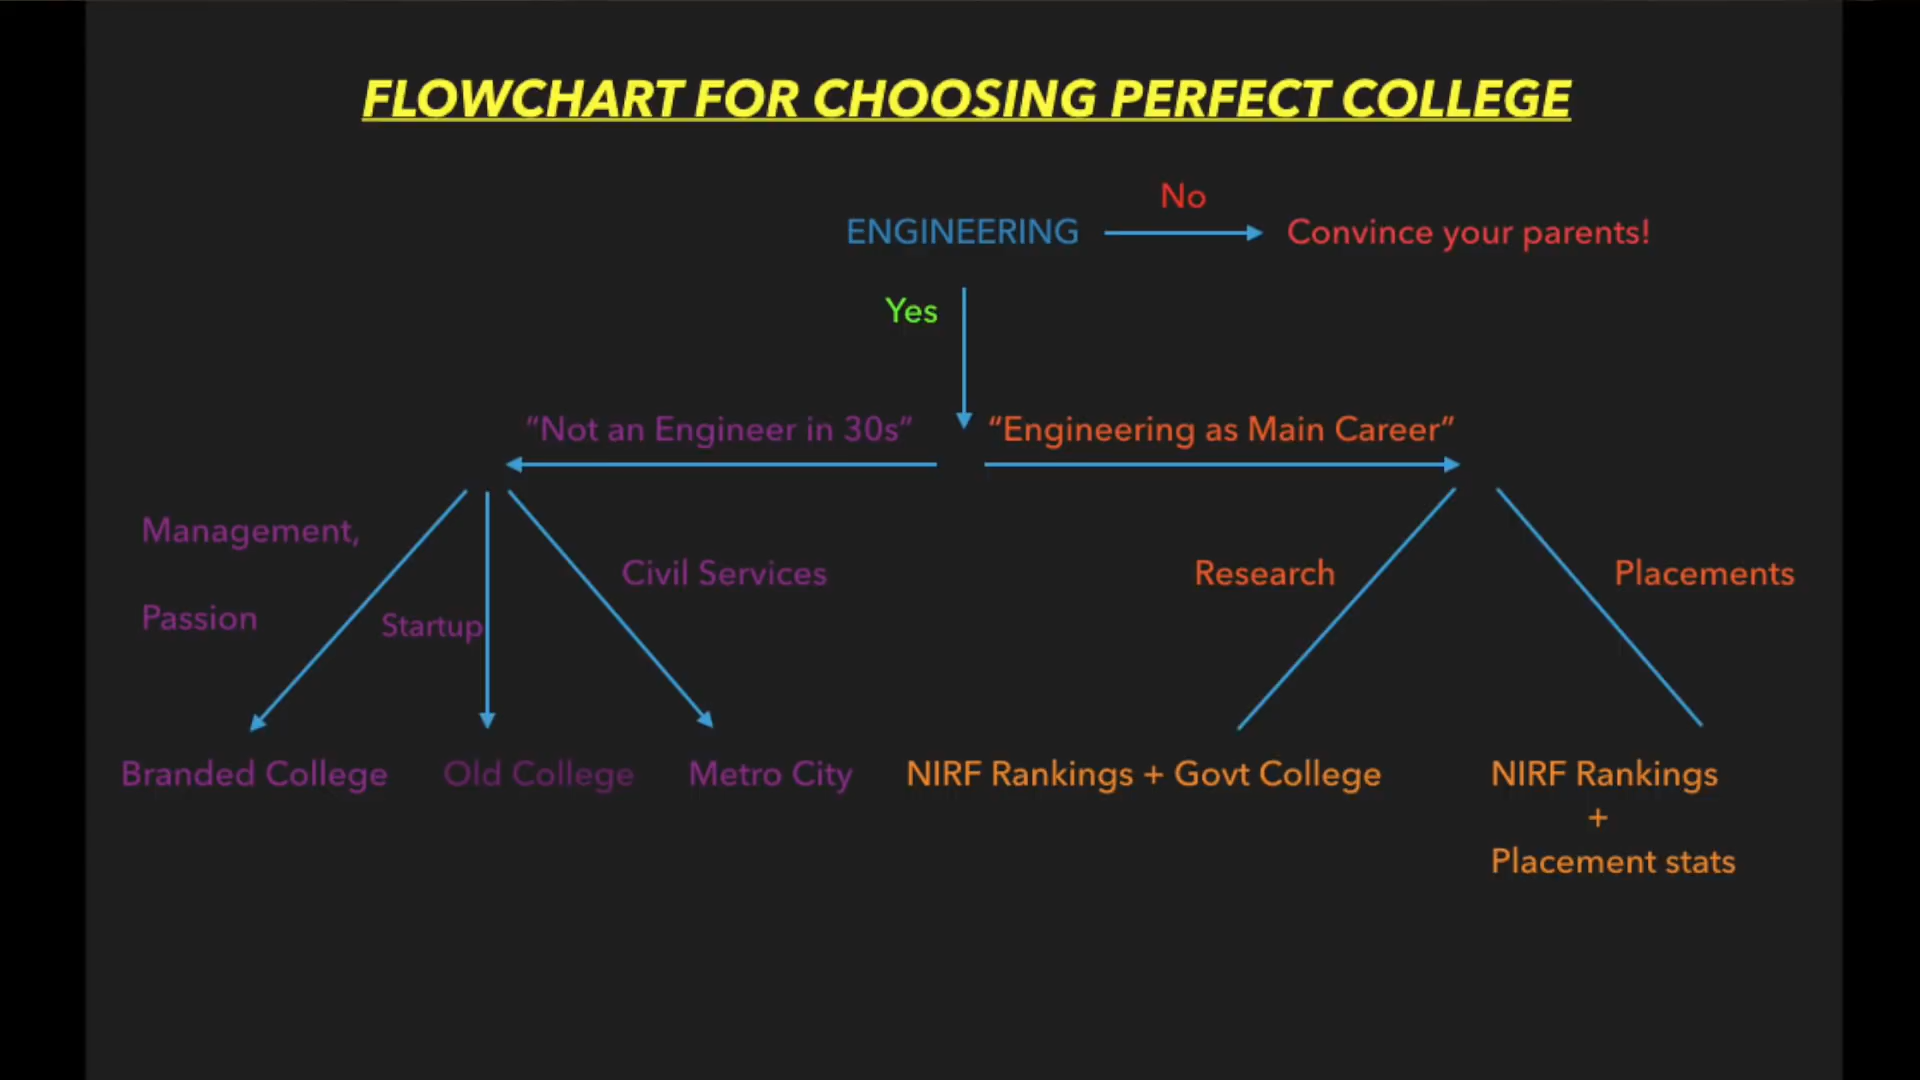 FLOWCHART FOR CHOOSING PERFECT COLLEGE
No
ENGINEERING
Convince your parents!
Yes
“Not an Engineer in 30s”
“Engineering as Main Career”
Management,
Passion
Startup
Civil Services
Research
Placements
Branded College
Old College
Metro City
NIRF Rankings + Govt College
NIRF Rankings
+
Placement stats